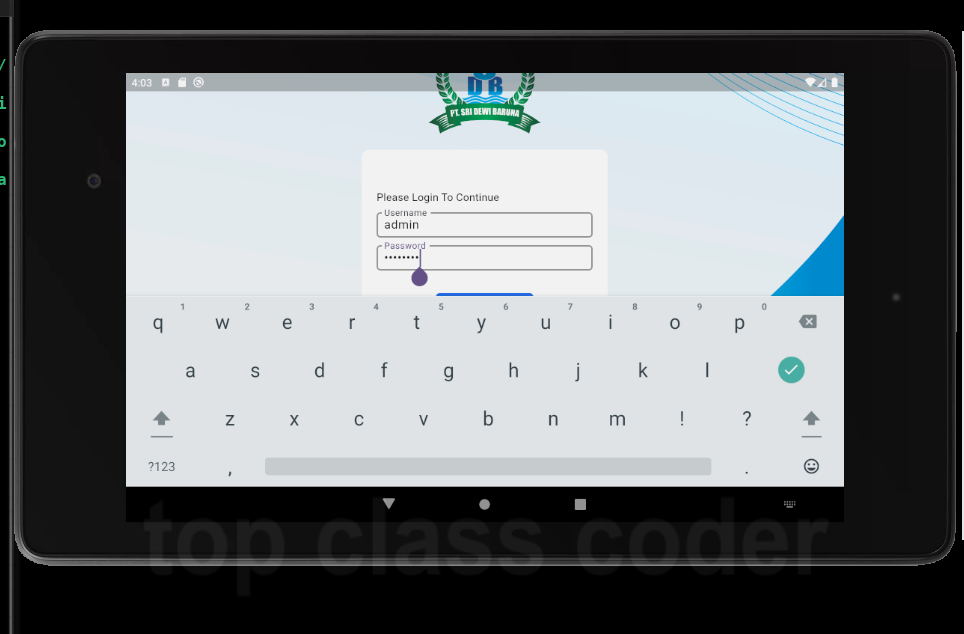 /
i
o
a
4:03
DB
PT. SRI DEWI BARUNA
Please Login To Continue
Username
admin
Password
••••••••
1 2 3 4 5 6 7 8 9 0
q w e r t y u i o p
a s d f g h j k l
z x c v b n m ! ?
?123 , .
top class coder